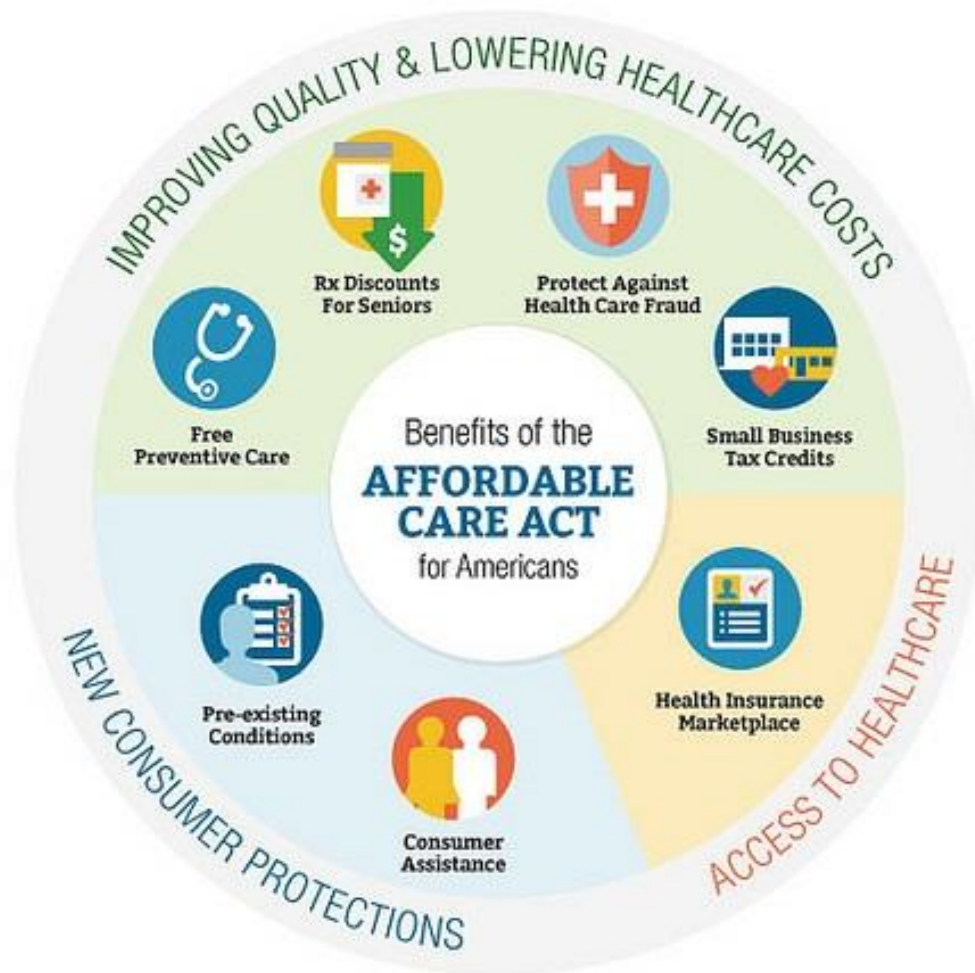 IMPROVING QUALITY & LOWERING HEALTHCARE COSTS
Rx Discounts
For Seniors
Protect Against
Health Care Fraud
Free
Preventive Care
Small Business
Tax Credits
Benefits of the
AFFORDABLE
CARE ACT
for Americans
Pre-existing
Conditions
Health Insurance
Marketplace
Consumer
Assistance
NEW CONSUMER PROTECTIONS
ACCESS TO HEALTHCARE
$